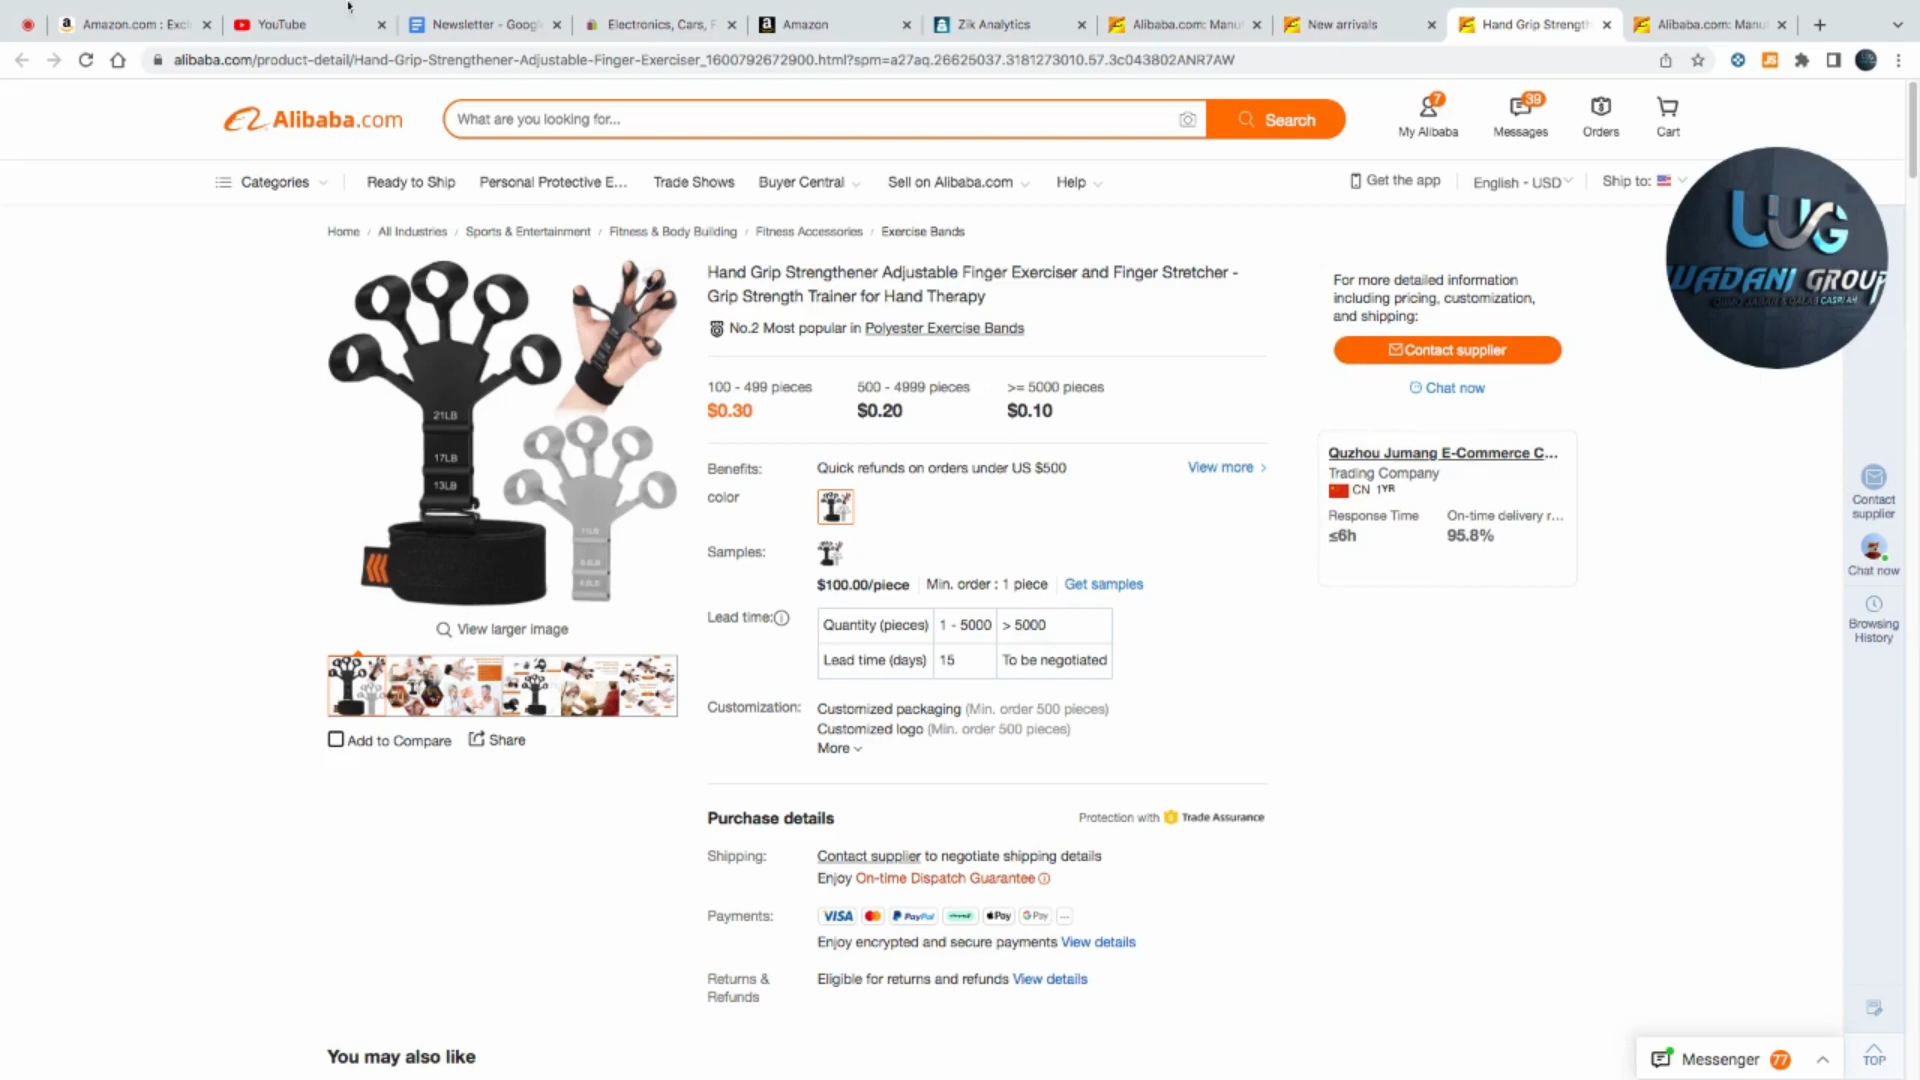 Amazon.com : Excl
YouTube
Newsletter - Goog
Electronics, Cars, F
Amazon
Zik Analytics
Alibaba.com: Manu
New arrivals
Hand Grip Strength
Alibaba.com: Manu
alibaba.com/product-detail/Hand-Grip-Strengthener-Adjustable-Finger-Exerciser_1600792672900.html?spm=a27aq.26625037.3181273010.57.3c043802ANR7AW
Alibaba.com
What are you looking for...
Search
7
My Alibaba
39
Messages
Orders
Cart
Categories
Ready to Ship
Personal Protective E...
Trade Shows
Buyer Central
Sell on Alibaba.com
Help
Get the app
English - USD
Ship to:
WADANI GROUP
Home / All Industries / Sports & Entertainment / Fitness & Body Building / Fitness Accessories / Exercise Bands
Hand Grip Strengthener Adjustable Finger Exerciser and Finger Stretcher -
Grip Strength Trainer for Hand Therapy
No.2 Most popular in Polyester Exercise Bands
100 - 499 pieces
500 - 4999 pieces
>= 5000 pieces
$0.30
$0.20
$0.10
21LB
17LB
13LB
View larger image
Add to Compare
Share
Benefits:
Quick refunds on orders under US $500
View more >
color
Samples:
$100.00/piece
Min. order : 1 piece
Get samples
Lead time:
Quantity (pieces)
1 - 5000
> 5000
Lead time (days)
15
To be negotiated
Customization:
Customized packaging (Min. order 500 pieces)
Customized logo (Min. order 500 pieces)
More
Purchase details
Protection with Trade Assurance
Shipping:
Contact supplier to negotiate shipping details
Enjoy On-time Dispatch Guarantee
Payments:
VISA
PayPal
Pay
G Pay
...
Enjoy encrypted and secure payments View details
Returns &
Refunds
Eligible for returns and refunds View details
You may also like
For more detailed information
including pricing, customization,
and shipping:
Contact supplier
Chat now
Quzhou Jumang E-Commerce C...
Trading Company
CN 1YR
Response Time
On-time delivery r...
≤6h
95.8%
Contact
supplier
Chat now
Browsing
History
Messenger 77
TOP